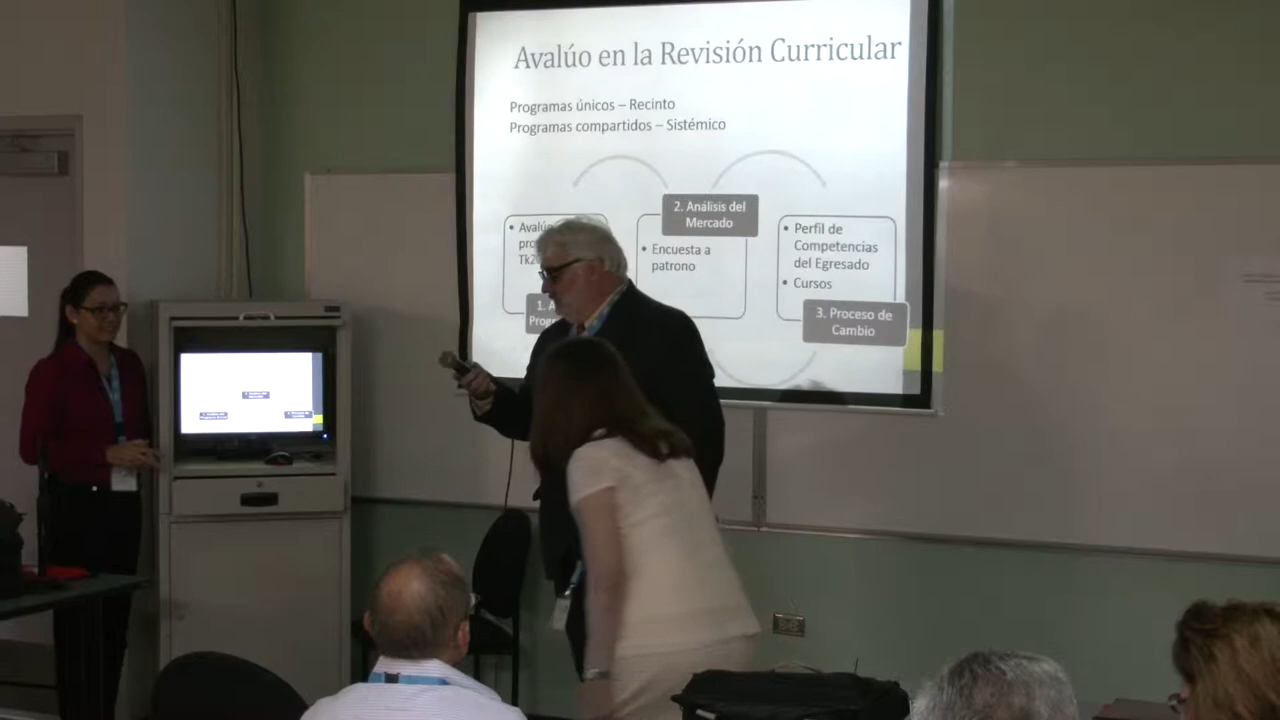 Avalúo en la Revisión Curricular
Programas únicos – Recinto
Programas compartidos – Sistémico
2. Análisis del
Mercado
• Encuesta a
patrono
• Perfil de
Competencias
del Egresado
• Cursos
3. Proceso de
Cambio
1.